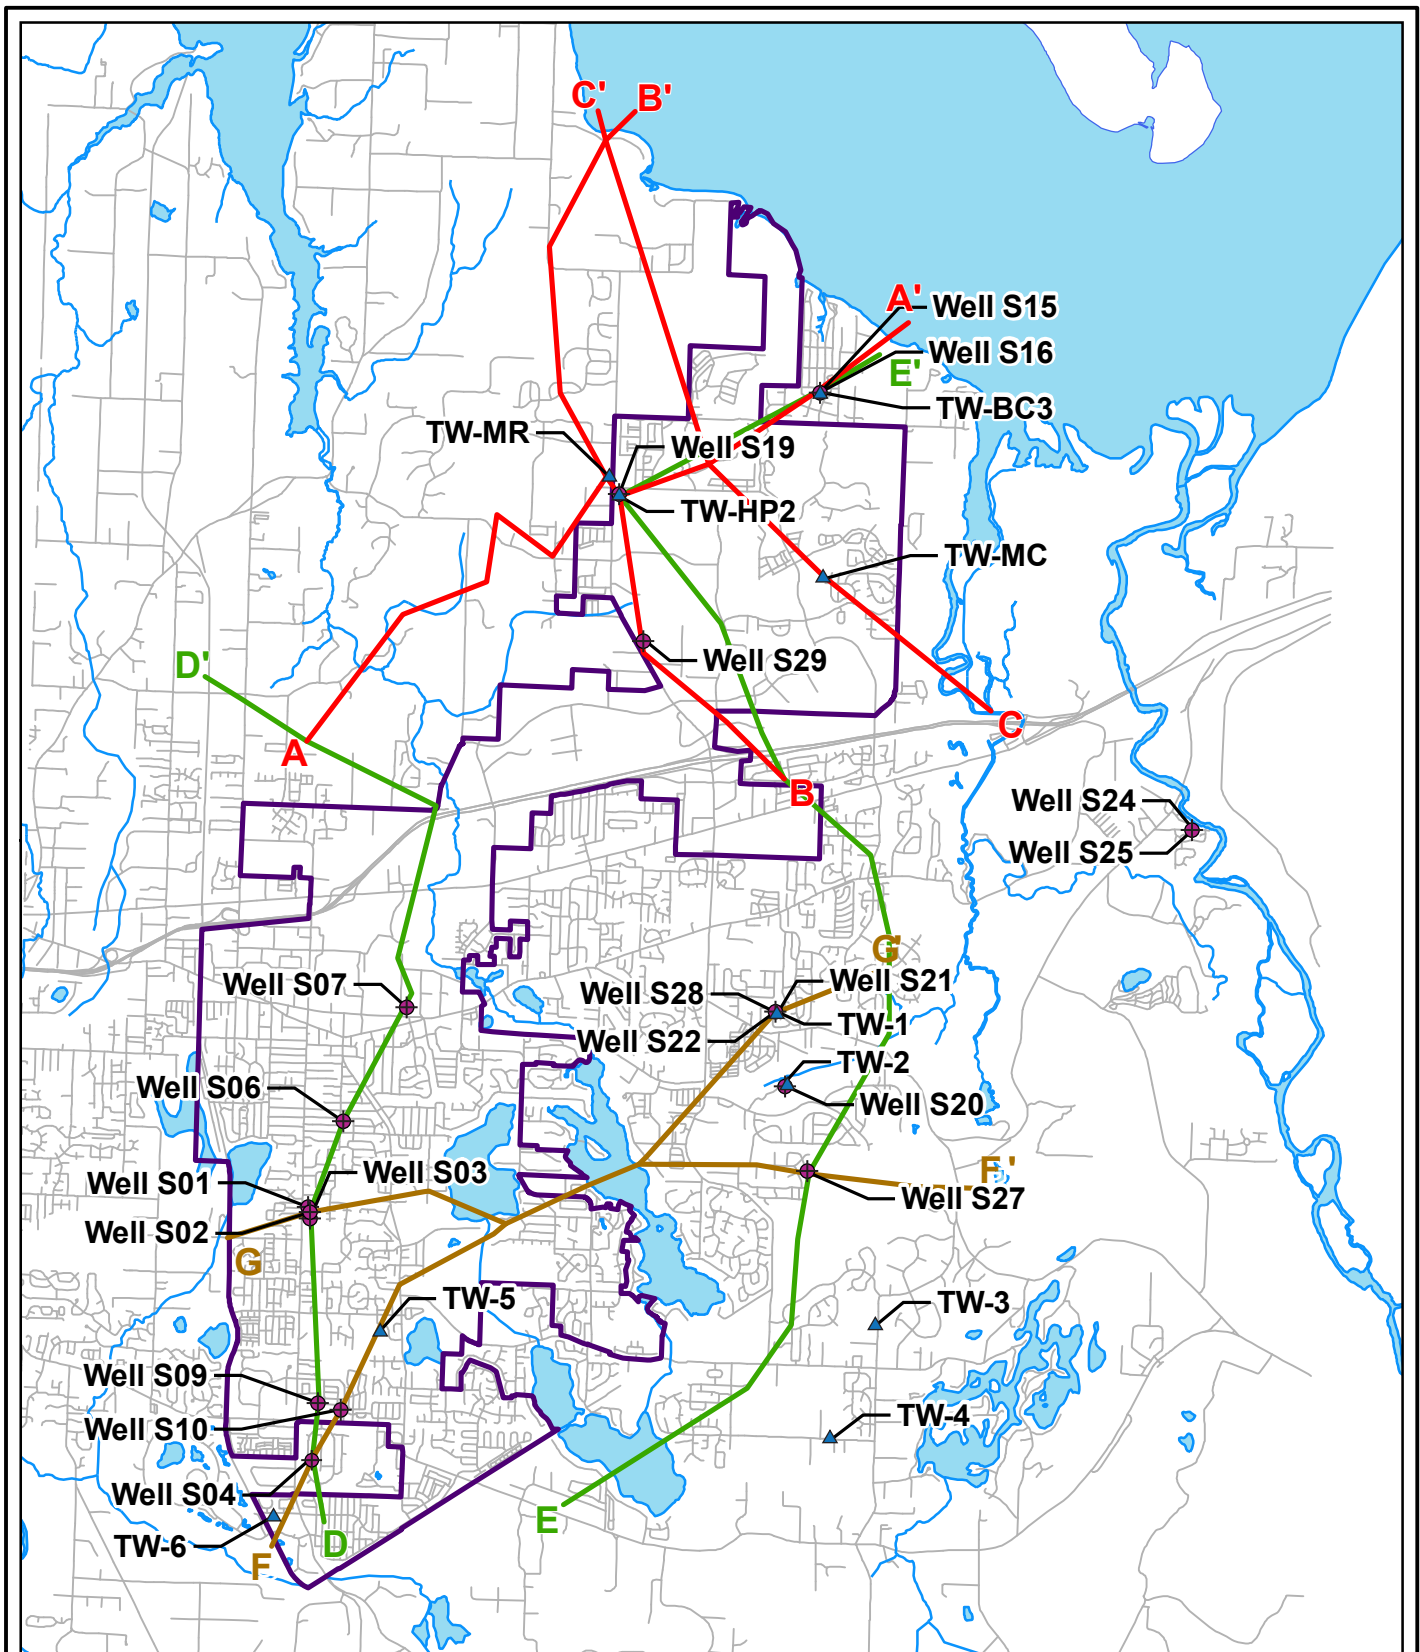 C' B'
A' Well S15
Well S16
E'
TW-BC3
TW-MR
Well S19
TW-HP2
TW-MC
Well S29
D'
A
C
B
Well S24
Well S25
G'
Well S07
Well S28
Well S21
TW-1
Well S22
TW-2
Well S06
Well S20
Well S03
F'
Well S01
Well S27
Well S02
G
TW-5
TW-3
Well S09
TW-4
Well S10
Well S04
E
D
TW-6
F